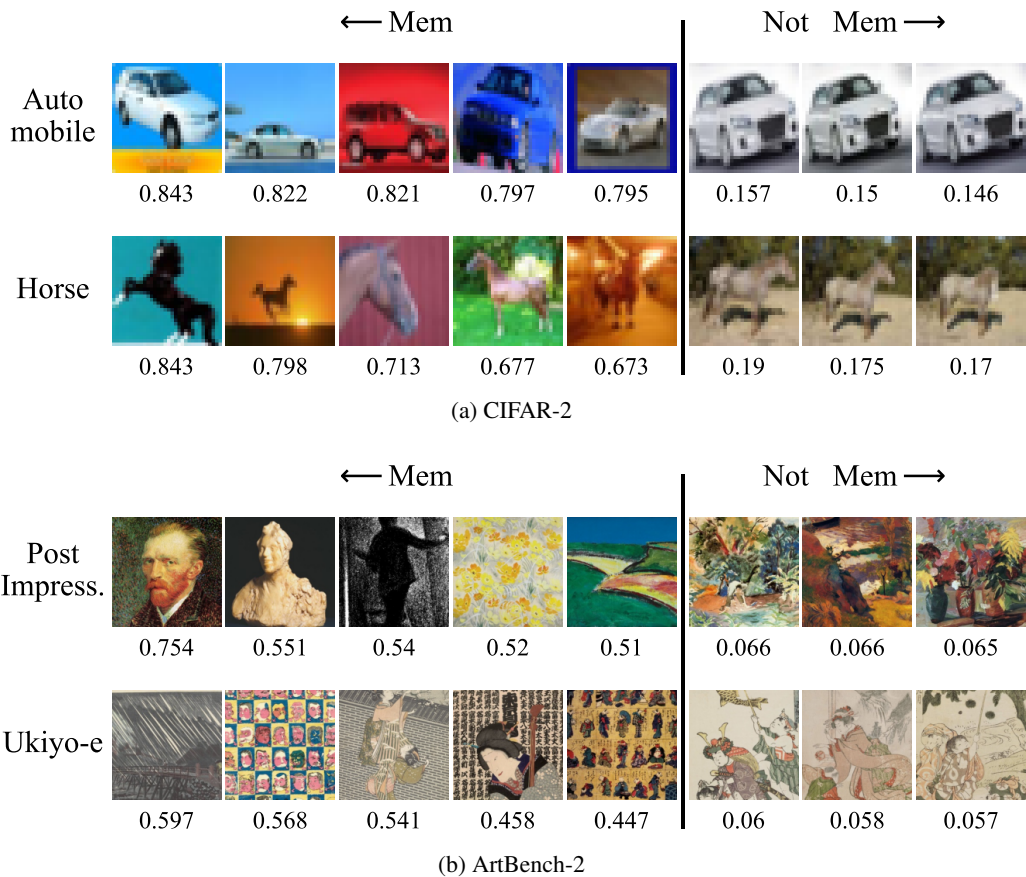 ← Mem
Not Mem →
Auto
mobile
0.843 0.822 0.821 0.797 0.795 0.157 0.15 0.146
Horse
0.843 0.798 0.713 0.677 0.673 0.19 0.175 0.17
(a) CIFAR-2
← Mem
Not Mem →
Post
Impress.
0.754 0.551 0.54 0.52 0.51 0.066 0.066 0.065
Ukiyo-e
0.597 0.568 0.541 0.458 0.447 0.06 0.058 0.057
(b) ArtBench-2